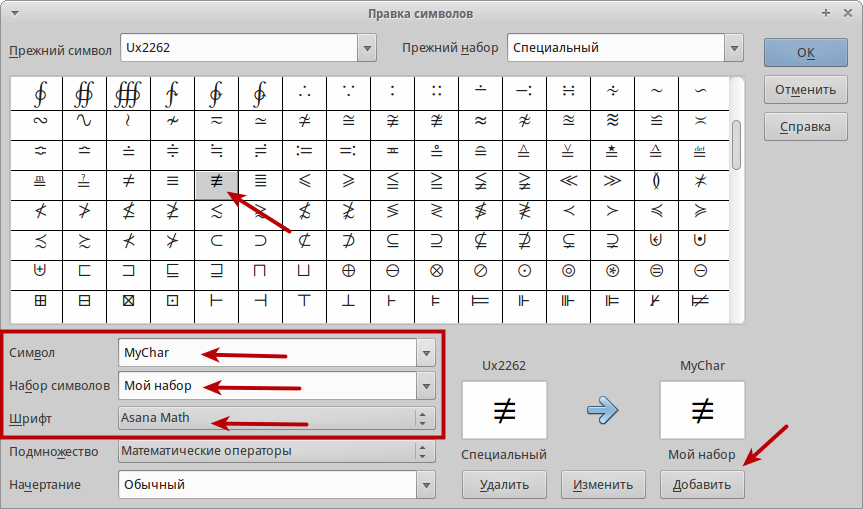 Правка символов
Прежний символ Ux2262 Прежний набор Специальный ОК
Отменить
Справка
∮ ∯ ∰ ∱ ∲ ∳ ∴ ∵ ∶ ∷ ∸ ∹ ∺ ∻ ∼ ∽
∾ ∿ ≀ ≁ ≂ ≃ ≄ ≅ ≆ ≇ ≈ ≉ ≊ ≋ ≌ ≍
≎ ≏ ≐ ≑ ≒ ≓ ≔ ≕ ≖ ≗ ≘ ≙ ≚ ≛ ≜ ≝
≞ ≟ ≠ ≡ ≢ ≣ ⩽ ⩾ ≦ ≧ ≨ ≩ ≪ ≫ ≬ ≭
≮ ≯ ≰ ≱ ≲ ≳ ≴ ≵ ≶ ≷ ≸ ≹ ≺ ≻ ≼ ≽
≾ ≿ ⊀ ⊁ ⊂ ⊃ ⊄ ⊅ ⊆ ⊇ ⊈ ⊉ ⊊ ⊋ ⊌ ⊍
⊎ ⊏ ⊐ ⊑ ⊒ ⊓ ⊔ ⊕ ⊖ ⊗ ⊘ ⊙ ⊚ ⊛ ⊜ ⊝
⊞ ⊟ ⊠ ⊡ ⊢ ⊣ ⊤ ⊥ ⊦ ⊧ ⊨ ⊩ ⊪ ⊫ ⊬ ⊭
Символ MyChar
Набор символов Мой набор
Шрифт Asana Math
Подмножество Математические операторы
Начертание Обычный
Ux2262 MyChar
≢ ≢
Специальный Мой набор
Удалить Изменить Добавить